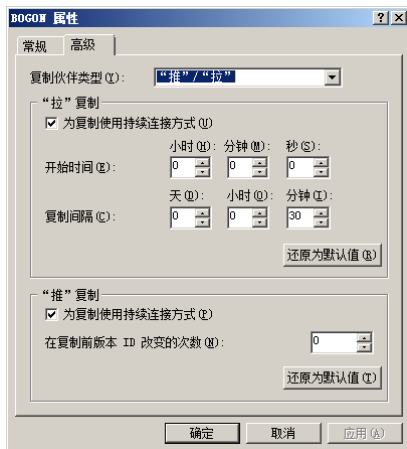 BOGON 属性
常规 高级
复制伙伴类型(Y): “推”/“拉”
“拉”复制
为复制使用持续连接方式(U)
小时(H): 分钟(M): 秒(S):
开始时间(E): 0 0 0
天(D): 小时(O): 分钟(I):
复制间隔(C): 0 0 30
还原为默认值(R)
“推”复制
为复制使用持续连接方式(P)
在复制前版本 ID 改变的次数(N): 0
还原为默认值(T)
确定 取消 应用(A)